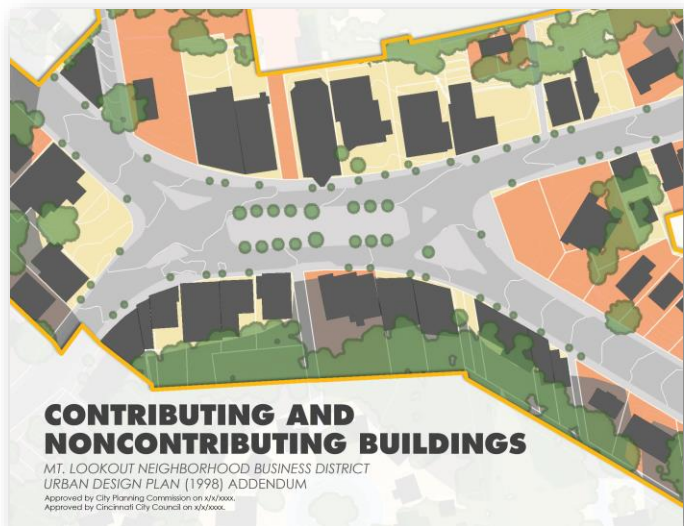 CONTRIBUTING AND
NONCONTRIBUTING BUILDINGS
MT. LOOKOUT NEIGHBORHOOD BUSINESS DISTRICT
URBAN DESIGN PLAN (1998) ADDENDUM
Approved by City Planning Commission on x/x/xxxx.
Approved by Cincinnati City Council on x/x/xxxx.